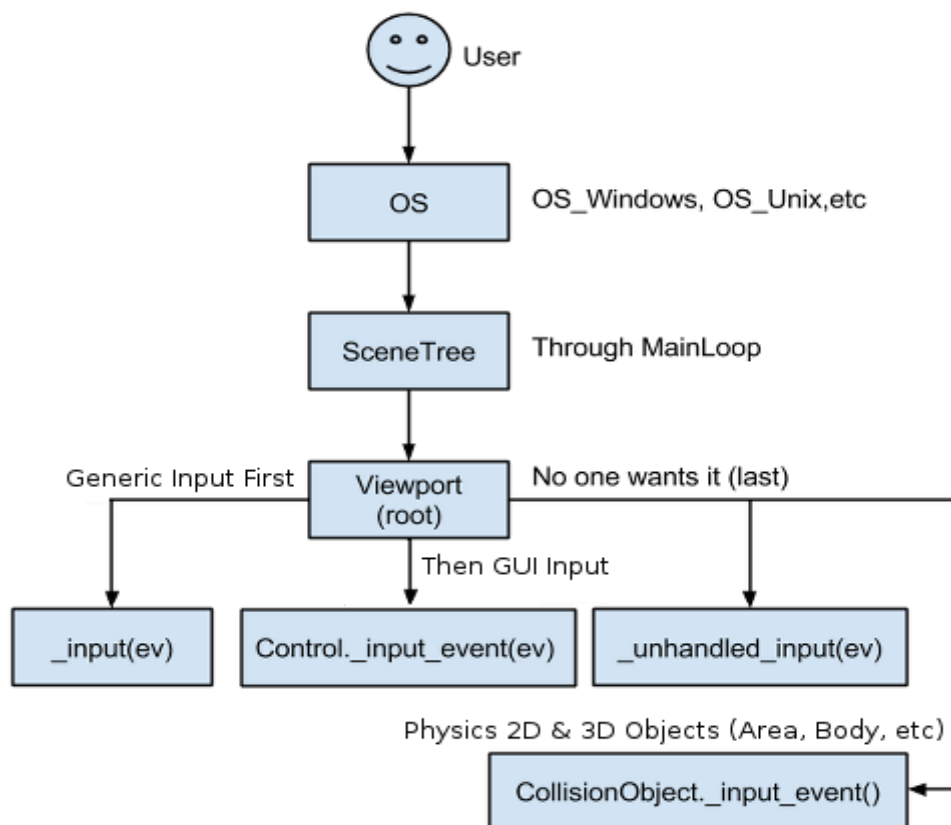 User
OS
OS_Windows, OS_Unix,etc
SceneTree
Through MainLoop
Generic Input First
Viewport
(root)
No one wants it (last)
Then GUI Input
_input(ev)
Control._input_event(ev)
_unhandled_input(ev)
Physics 2D & 3D Objects (Area, Body, etc)
CollisionObject._input_event()